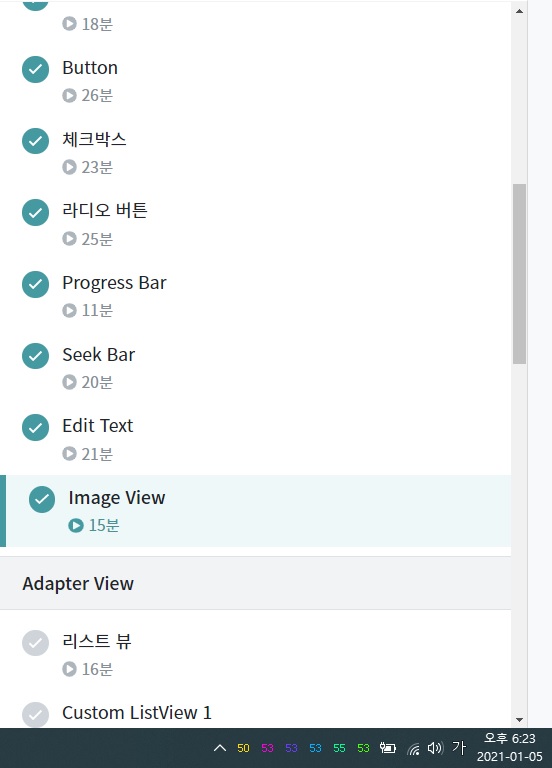 18분
Button
26분
체크박스
23분
라디오 버튼
25분
Progress Bar
11분
Seek Bar
20분
Edit Text
21분
Image View
15분
Adapter View
리스트 뷰
16분
Custom ListView 1
50 53 53 53 55 53 가 오후 6:23
2021-01-05